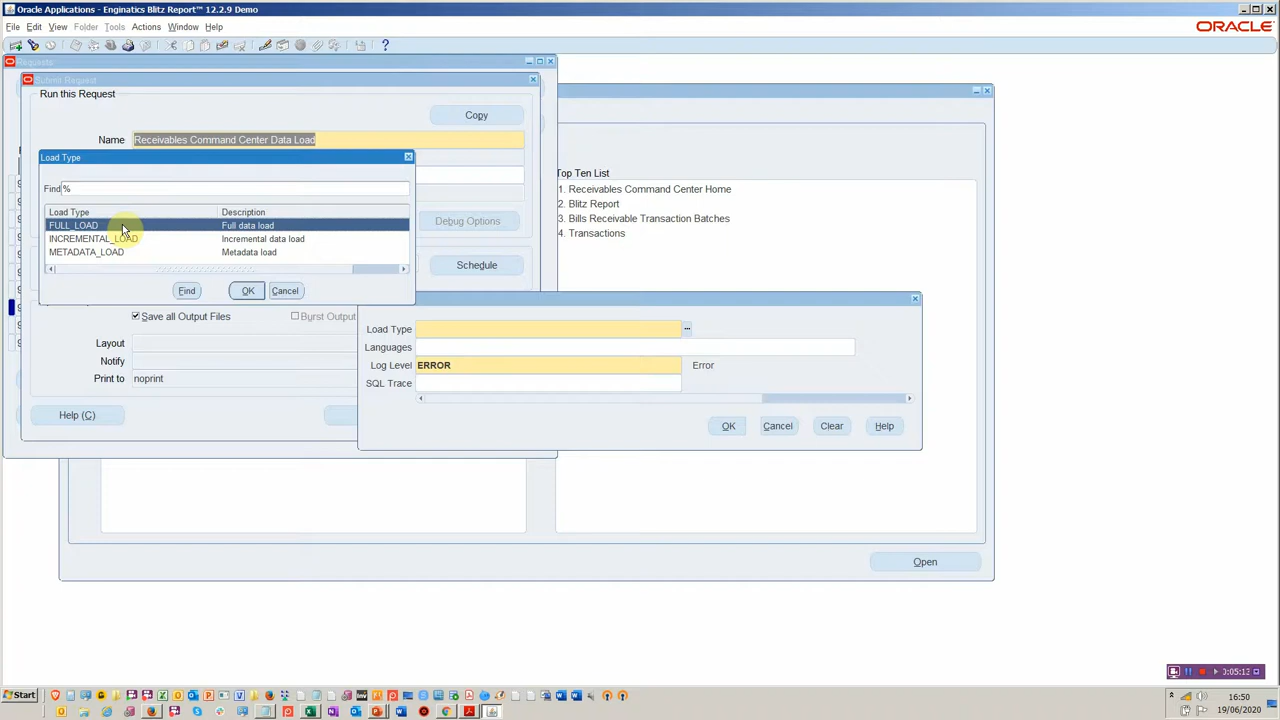 Oracle Applications - Enginatics Blitz Report™ 12.2.9 Demo
File Edit View Folder Tools Actions Window Help
ORACLE
Requests
Submit Request
Run this Request
Copy
Name Receivables Command Center Data Load
Load Type
Find %
Load Type Description
FULL_LOAD Full data load
INCREMENTAL_LOAD Incremental data load
METADATA_LOAD Metadata load
Find OK Cancel
Debug Options
Schedule
Save all Output Files Burst Output
Layout
Notify
Print to noprint
Help (C)
Top Ten List
1. Receivables Command Center Home
2. Blitz Report
3. Bills Receivable Transaction Batches
4. Transactions
Load Type
Languages
Log Level ERROR Error
SQL Trace
OK Cancel Clear Help
Open
0:05:13
Start
16:50
19/06/2020